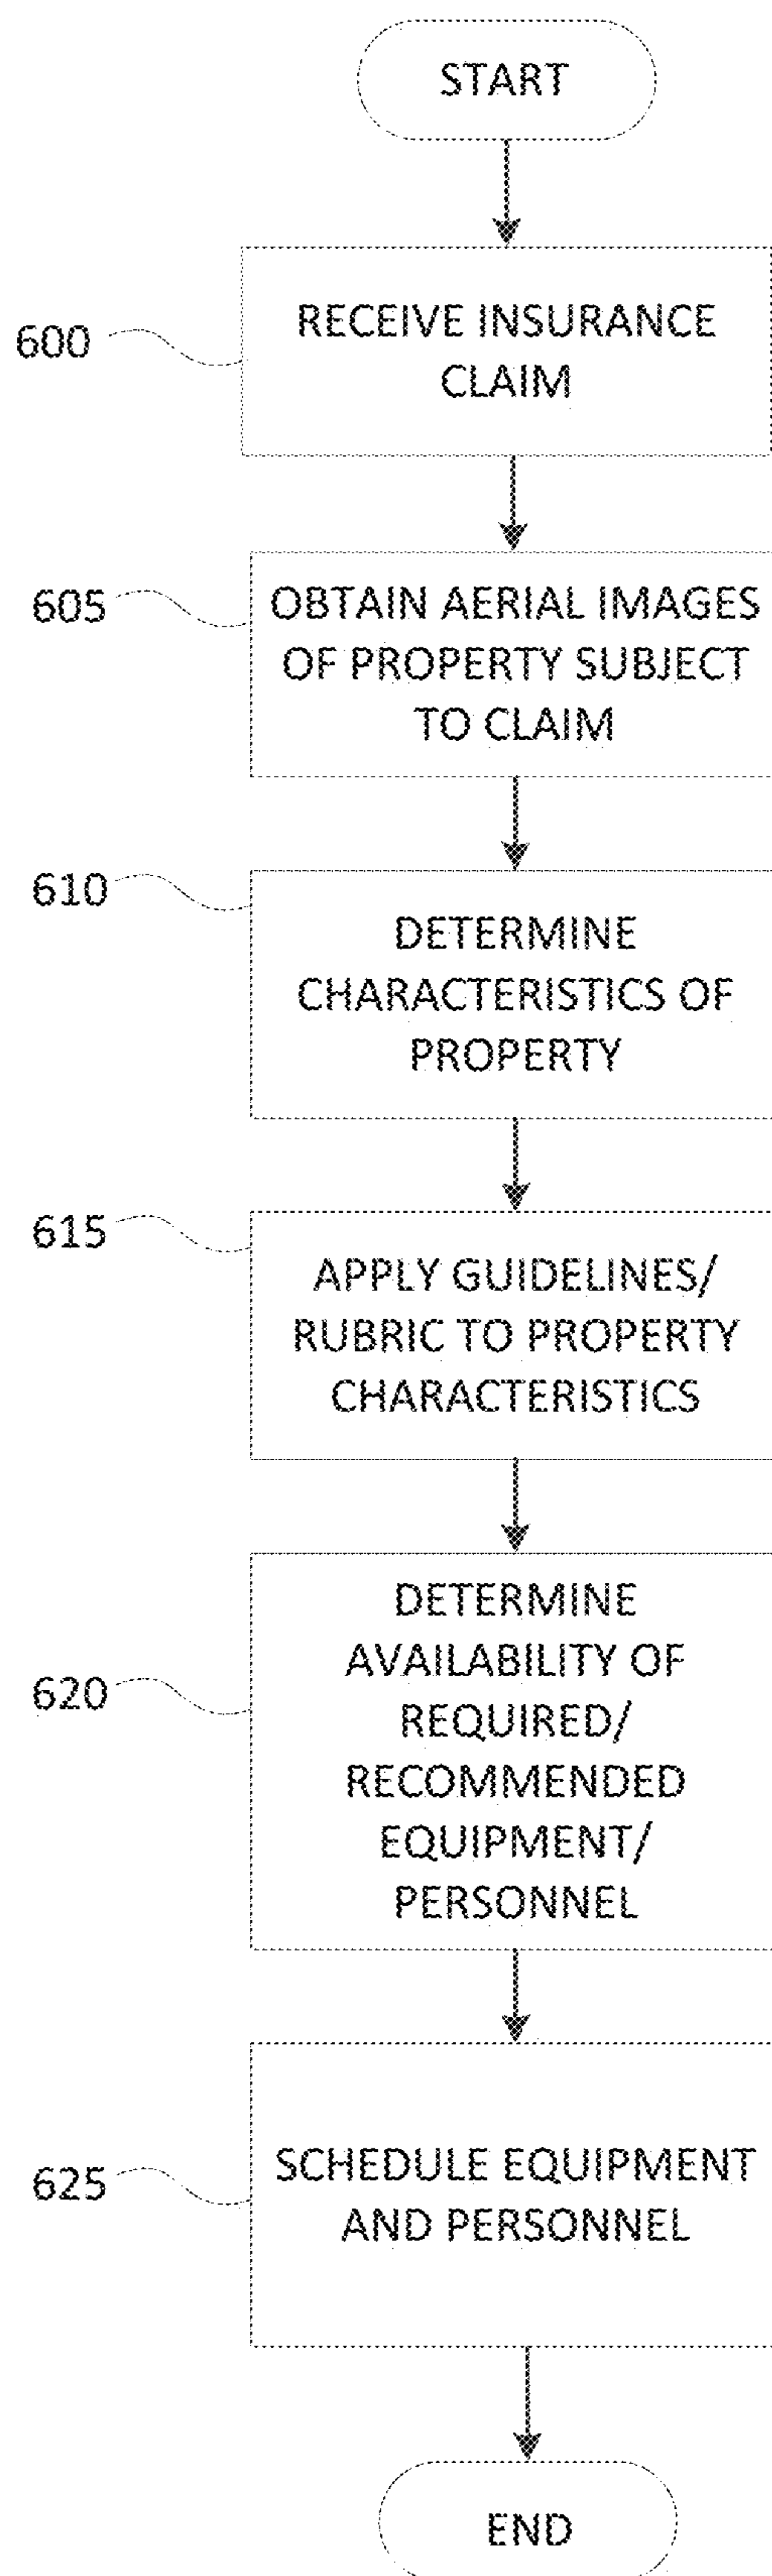 START
600
RECEIVE INSURANCE
CLAIM
605
OBTAIN AERIAL IMAGES
OF PROPERTY SUBJECT
TO CLAIM
610
DETERMINE
CHARACTERISTICS OF
PROPERTY
615
APPLY GUIDELINES/
RUBRIC TO PROPERTY
CHARACTERISTICS
620
DETERMINE
AVAILABILITY OF
REQUIRED/
RECOMMENDED
EQUIPMENT/
PERSONNEL
625
SCHEDULE EQUIPMENT
AND PERSONNEL
END